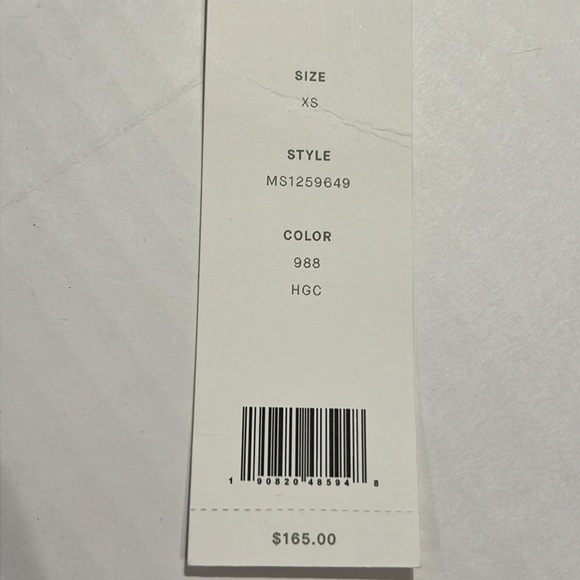 SIZE
XS
STYLE
MS1259649
COLOR
988
HGC
1 90820 48594 8
$165.00